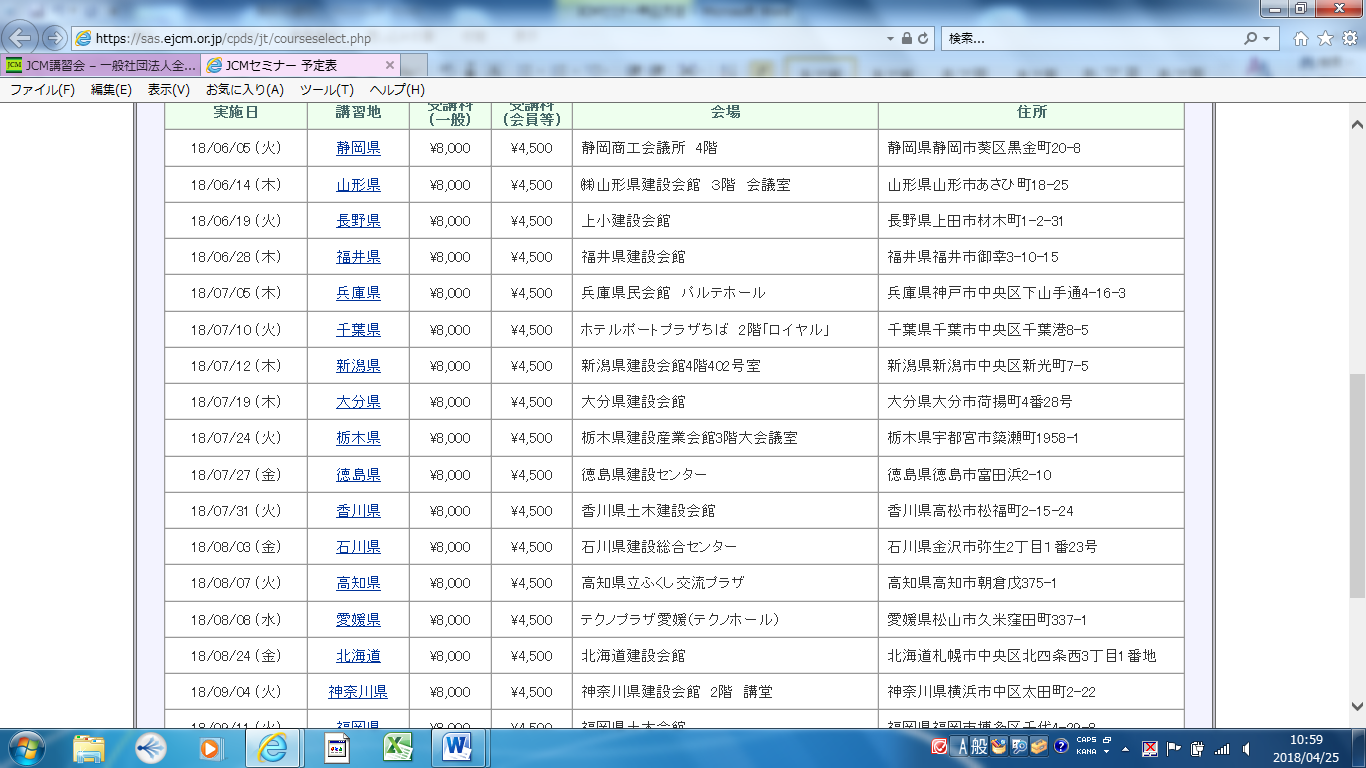 https://sas.ejcm.or.jp/cpds/jt/courseselect.php
検索...
JCM講習会 – 一般社団法人全...
JCMセミナー 予定表
ファイル(F) 編集(E) 表示(V) お気に入り(A) ツール(T) ヘルプ(H)
実施日 講習地 受講料(一般) 受講料(会員等) 会場 住所
18/06/05(火) 静岡県 ¥8,000 ¥4,500 静岡商工会議所 4階 静岡県静岡市葵区黒金町20-8
18/06/14(木) 山形県 ¥8,000 ¥4,500 ㈱山形県建設会館 3階 会議室 山形県山形市あさひ町18-25
18/06/19(火) 長野県 ¥8,000 ¥4,500 上小建設会館 長野県上田市材木町1-2-31
18/06/28(木) 福井県 ¥8,000 ¥4,500 福井県建設会館 福井県福井市御幸3-10-15
18/07/05(木) 兵庫県 ¥8,000 ¥4,500 兵庫県民会館 パルテホール 兵庫県神戸市中央区下山手通4-16-3
18/07/10(火) 千葉県 ¥8,000 ¥4,500 ホテルポートプラザちば 2階「ロイヤル」 千葉県千葉市中央区千葉港8-5
18/07/12(木) 新潟県 ¥8,000 ¥4,500 新潟県建設会館4階402号室 新潟県新潟市中央区新光町7-5
18/07/19(木) 大分県 ¥8,000 ¥4,500 大分県建設会館 大分県大分市荷揚町4番28号
18/07/24(火) 栃木県 ¥8,000 ¥4,500 栃木県建設産業会館3階大会議室 栃木県宇都宮市簗瀬町1958-1
18/07/27(金) 徳島県 ¥8,000 ¥4,500 徳島県建設センター 徳島県徳島市富田浜2-10
18/07/31(火) 香川県 ¥8,000 ¥4,500 香川県土木建設会館 香川県高松市松福町2-15-24
18/08/03(金) 石川県 ¥8,000 ¥4,500 石川県建設総合センター 石川県金沢市弥生2丁目1番23号
18/08/07(火) 高知県 ¥8,000 ¥4,500 高知県立ふくし交流プラザ 高知県高知市朝倉戊375-1
18/08/08(水) 愛媛県 ¥8,000 ¥4,500 テクノプラザ愛媛(テクノホール) 愛媛県松山市久米窪田町337-1
18/08/24(金) 北海道 ¥8,000 ¥4,500 北海道建設会館 北海道札幌市中央区北四条西3丁目1番地
18/09/04(火) 神奈川県 ¥8,000 ¥4,500 神奈川県建設会館 2階 講堂 神奈川県横浜市中区太田町2-22
18/09/11(火) 福岡県 ¥8,000 ¥4,500 福岡県土木会館
A 般 CAPS KANA
10:59
2018/04/25